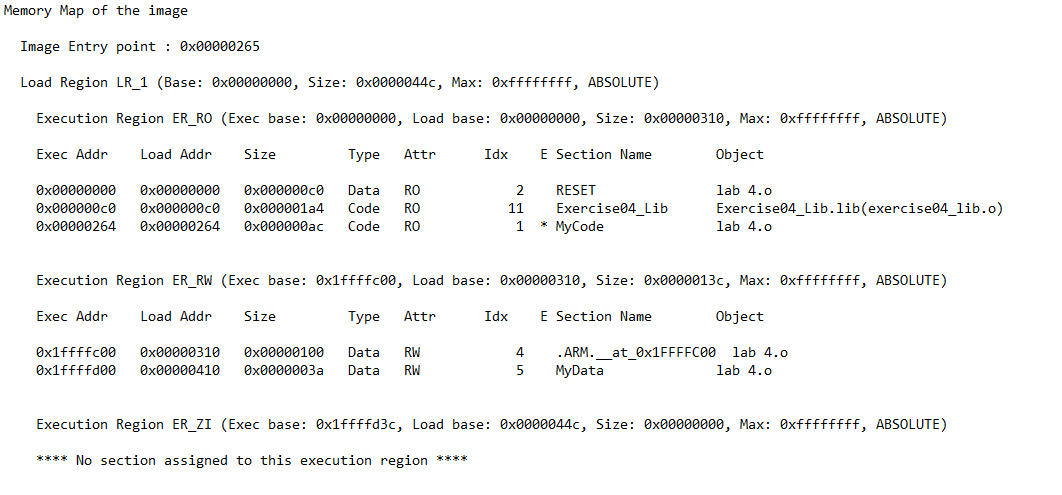 Memory Map of the image
Image Entry point : 0x00000265
Load Region LR_1 (Base: 0x00000000, Size: 0x0000044c, Max: 0xffffffff, ABSOLUTE)
Execution Region ER_RO (Exec base: 0x00000000, Load base: 0x00000000, Size: 0x00000310, Max: 0xffffffff, ABSOLUTE)
Exec Addr    Load Addr    Size         Type   Attr      Idx    E Section Name        Object
0x00000000   0x00000000   0x000000c0   Data   RO            2    RESET               lab 4.o
0x000000c0   0x000000c0   0x000001a4   Code   RO           11    Exercise04_Lib      Exercise04_Lib.lib(exercise04_lib.o)
0x00000264   0x00000264   0x000000ac   Code   RO            1  * MyCode              lab 4.o
Execution Region ER_RW (Exec base: 0x1ffffc00, Load base: 0x00000310, Size: 0x0000013c, Max: 0xffffffff, ABSOLUTE)
Exec Addr    Load Addr    Size         Type   Attr      Idx    E Section Name        Object
0x1ffffc00   0x00000310   0x00000100   Data   RW            4    .ARM.__at_0x1FFFFC00  lab 4.o
0x1ffffd00   0x00000410   0x0000003a   Data   RW            5    MyData              lab 4.o
Execution Region ER_ZI (Exec base: 0x1ffffd3c, Load base: 0x0000044c, Size: 0x00000000, Max: 0xffffffff, ABSOLUTE)
**** No section assigned to this execution region ****